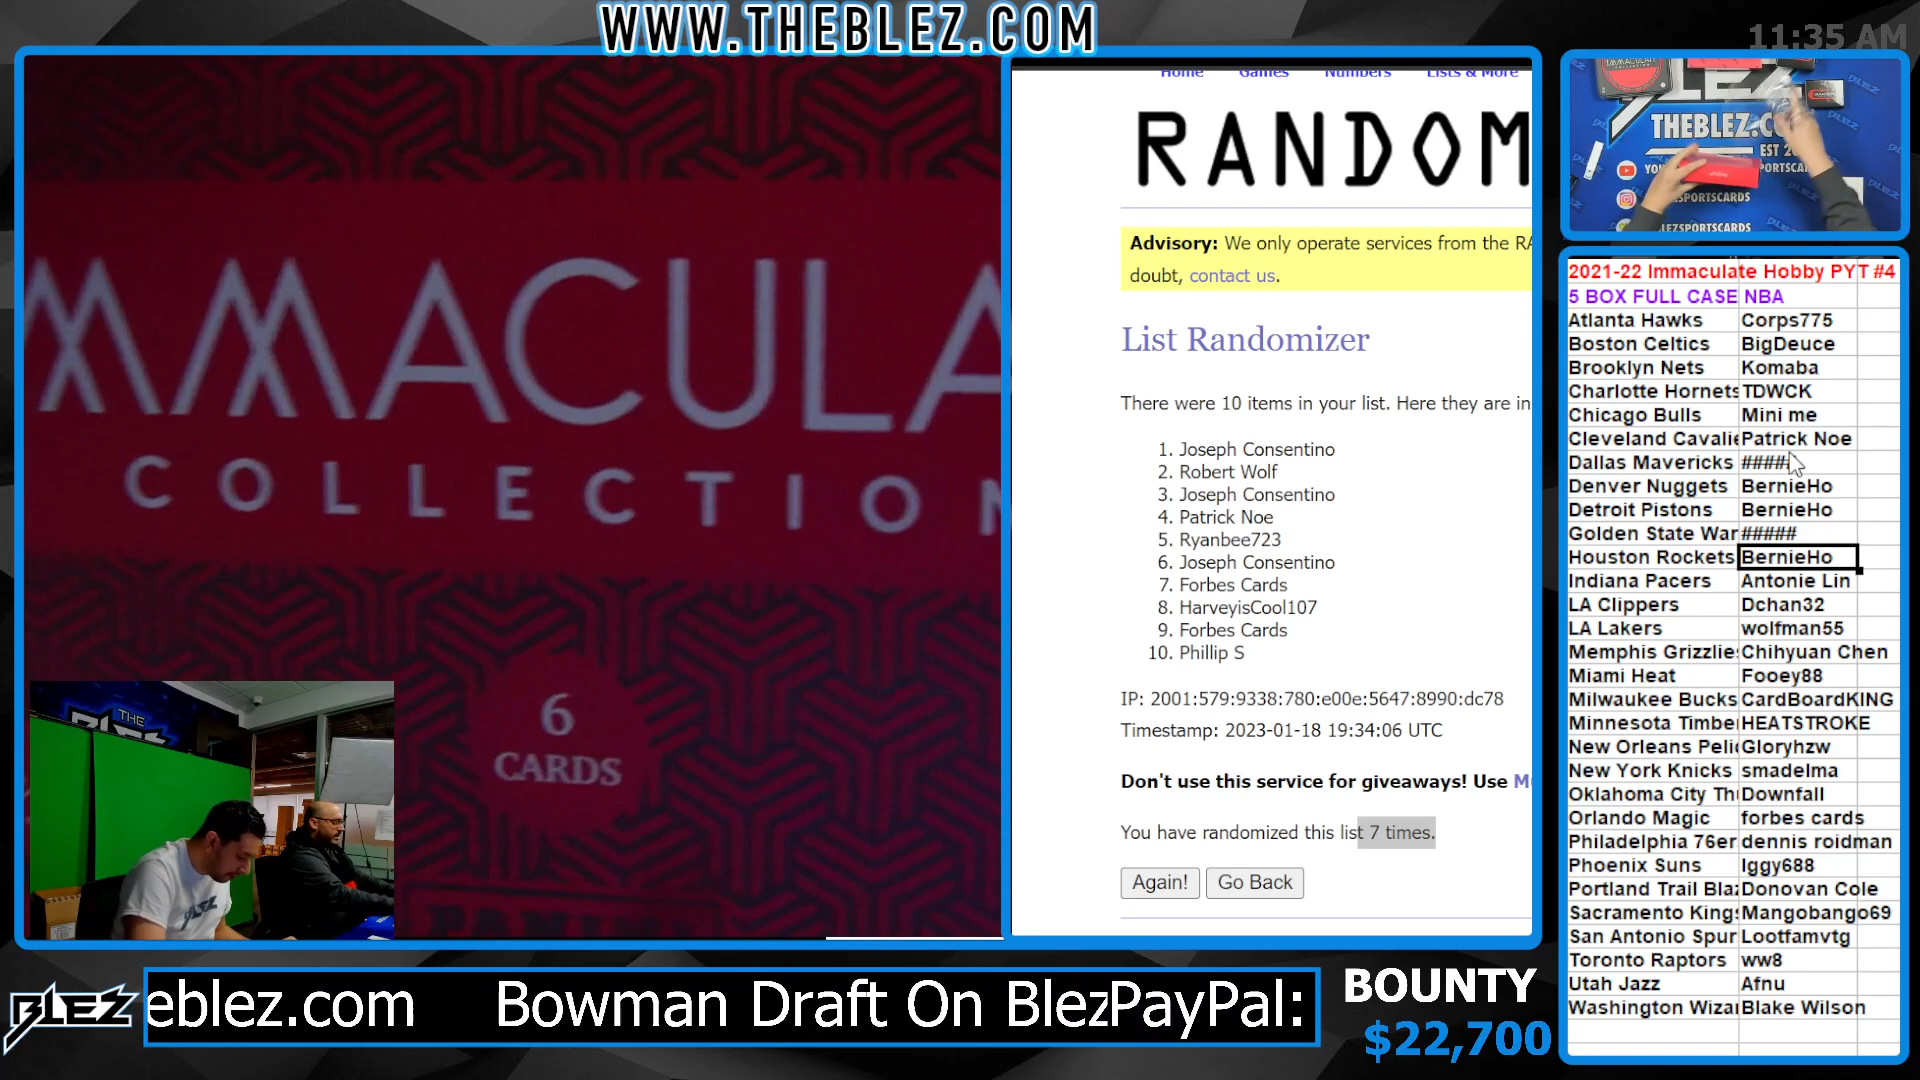 WWW.THEBLEZ.COM
11:35 AM
MMACULA
COLLECTION
6
CARDS
Home Games Numbers Lists & More
RANDOM
Advisory: We only operate services from the RA
doubt, contact us.
List Randomizer
There were 10 items in your list. Here they are in
1. Joseph Consentino
2. Robert Wolf
3. Joseph Consentino
4. Patrick Noe
5. Ryanbee723
6. Joseph Consentino
7. Forbes Cards
8. HarveyisCool107
9. Forbes Cards
10. Phillip S
IP: 2001:579:9338:780:e00e:5647:8990:dc78
Timestamp: 2023-01-18 19:34:06 UTC
Don't use this service for giveaways! Use
You have randomized this list 7 times.
Again! Go Back
IMMACULATE
COLLECTION
THEBLEZ.C
EST
SPORTSCARDS
LEZSPORTSCARDS
2021-22 Immaculate Hobby PYT #4
5 BOX FULL CASE NBA
Atlanta Hawks Corps775
Boston Celtics BigDeuce
Brooklyn Nets Komaba
Charlotte Hornets TDWCK
Chicago Bulls Mini me
Cleveland Cavalie Patrick Noe
Dallas Mavericks #####
Denver Nuggets BernieHo
Detroit Pistons BernieHo
Golden State War #####
Houston Rockets BernieHo
Indiana Pacers Antonie Lin
LA Clippers Dchan32
LA Lakers wolfman55
Memphis Grizzlie Chihyuan Chen
Miami Heat Fooey88
Milwaukee Bucks CardBoardKING
Minnesota Timbe HEATSTROKE
New Orleans Peli Gloryhzw
New York Knicks smadelma
Oklahoma City Th Downfall
Orlando Magic forbes cards
Philadelphia 76er dennis roidman
Phoenix Suns Iggy688
Portland Trail Bla Donovan Cole
Sacramento King Mangobango69
San Antonio Spur Lootfamvtg
Toronto Raptors ww8
Utah Jazz Afnu
Washington Wiza Blake Wilson
THE
BLEZ
eblez.com Bowman Draft On BlezPayPal:
BOUNTY
$22,700